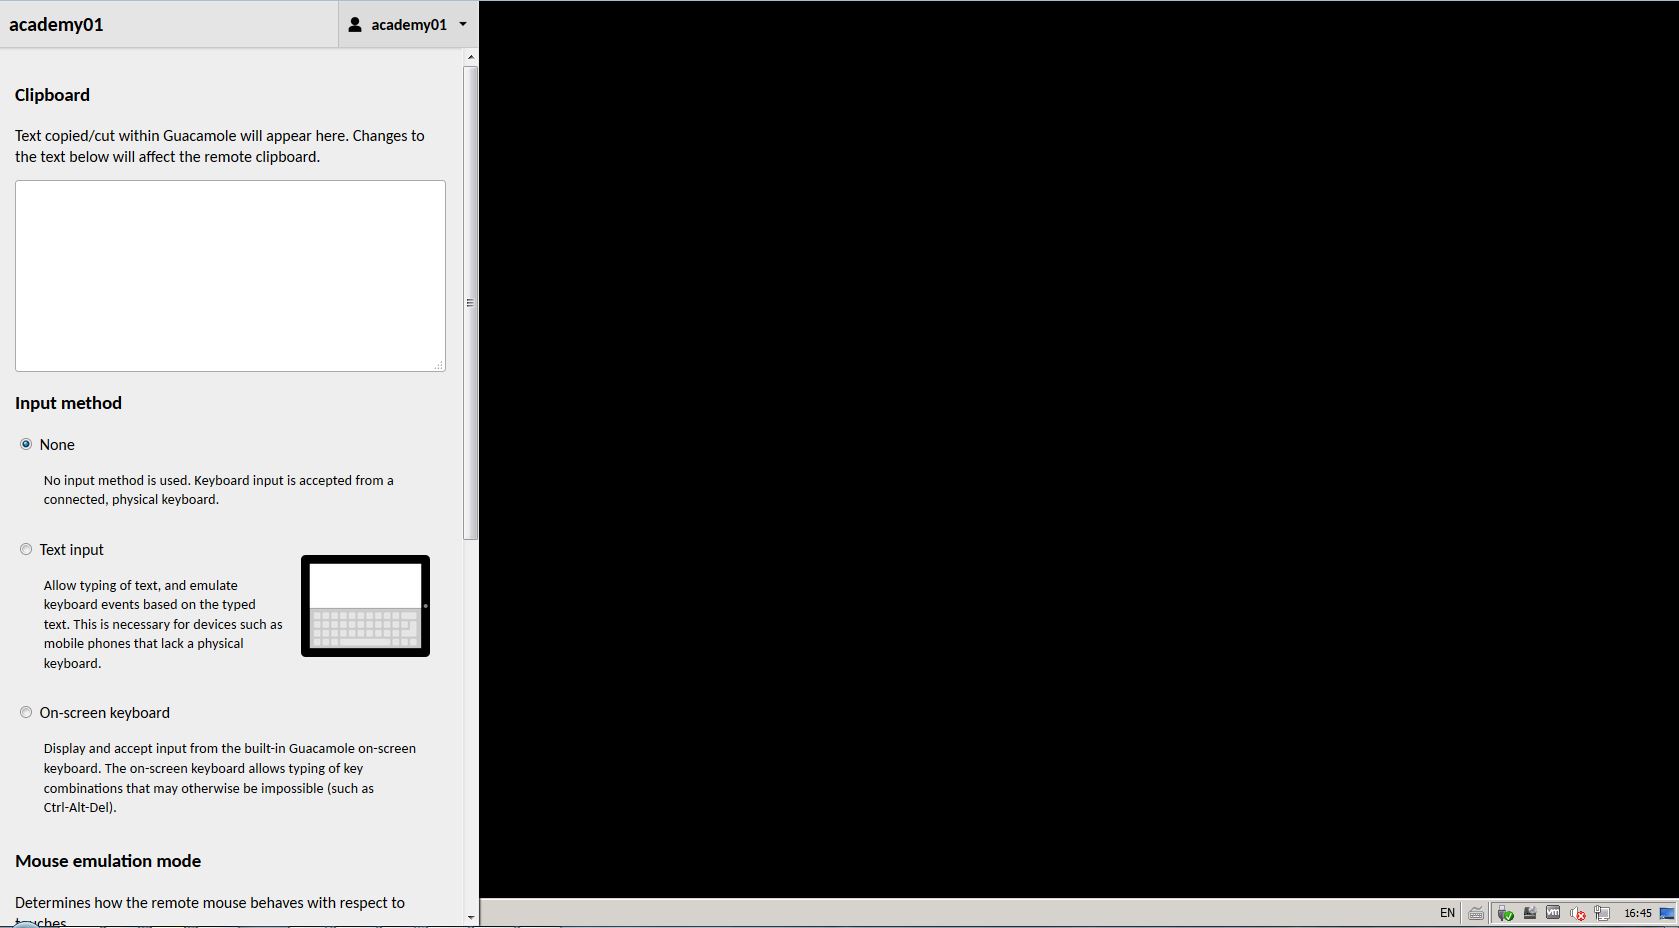 academy01
academy01
Clipboard
Text copied/cut within Guacamole will appear here. Changes to
the text below will affect the remote clipboard.
Input method
None
No input method is used. Keyboard input is accepted from a
connected, physical keyboard.
Text input
Allow typing of text, and emulate
keyboard events based on the typed
text. This is necessary for devices such as
mobile phones that lack a physical
keyboard.
On-screen keyboard
Display and accept input from the built-in Guacamole on-screen
keyboard. The on-screen keyboard allows typing of key
combinations that may otherwise be impossible (such as
Ctrl-Alt-Del).
Mouse emulation mode
Determines how the remote mouse behaves with respect to
touches.
EN
vm
16:45